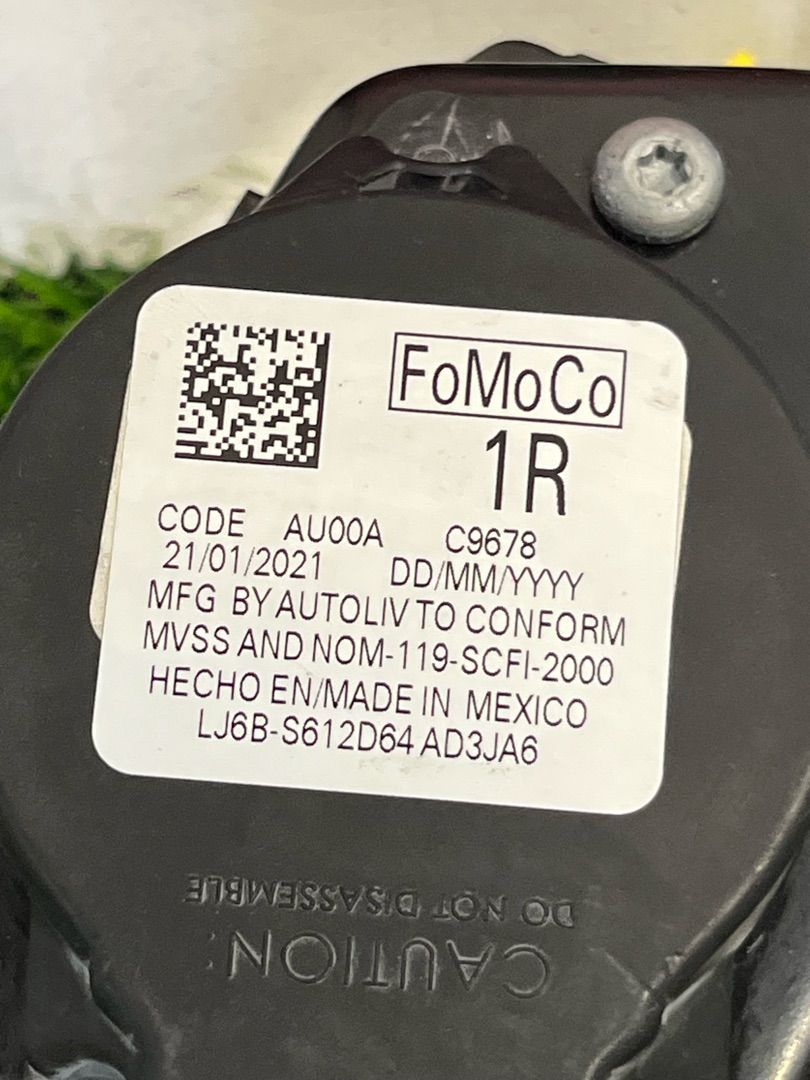 FoMoCo
1R
CODE AU00A C9678
21/01/2021 DD/MM/YYYY
MFG BY AUTOLIV TO CONFORM
MVSS AND NOM-119-SCFI-2000
HECHO EN/MADE IN MEXICO
LJ6B-S612D64 AD3JA6
CAUTION:
DO NOT DISASSEMBLE